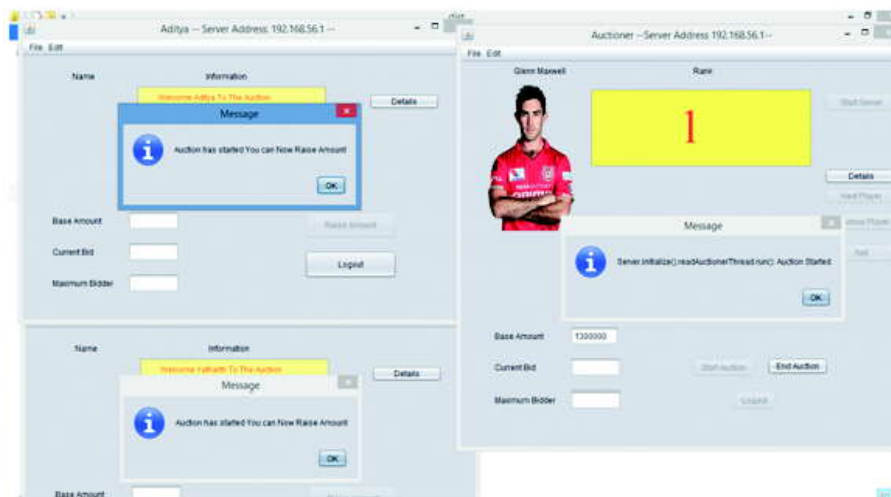 Aditya -- Server Address: 192.168.56.1 --
File Edit
Name Information
Welcome Aditya To The Auction
Details
Message
Auction has started You can Now Raise Amount
OK
Base Amount
Raise Amount
Current Bid
Logout
Maximum Bidder
Name Information
Welcome Yatharth To The Auction
Details
Message
Auction has started You can Now Raise Amount
OK
Base Amount
Auctioner --Server Address 192.168.56.1--
File Edit
Glenn Maxwell Rank
1
Start Server
Details
Next Player
Message
Player
Server.initialize().readAuctionerThread.run(): Auction Started
OK
Base Amount 1300000
Current Bid
Start Auction End Auction
Maximum Bidder
Logout